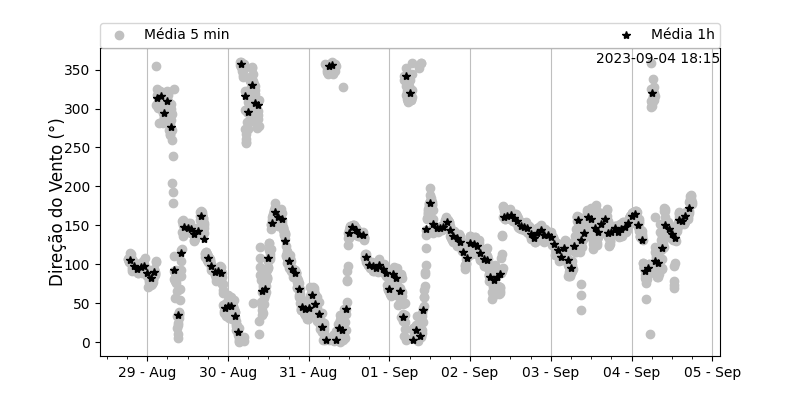 Média 5 min
Média 1h
2023-09-04 18:15
Direção do Vento (°)
350
300
250
200
150
100
50
0
29 - Aug
30 - Aug
31 - Aug
01 - Sep
02 - Sep
03 - Sep
04 - Sep
05 - Sep